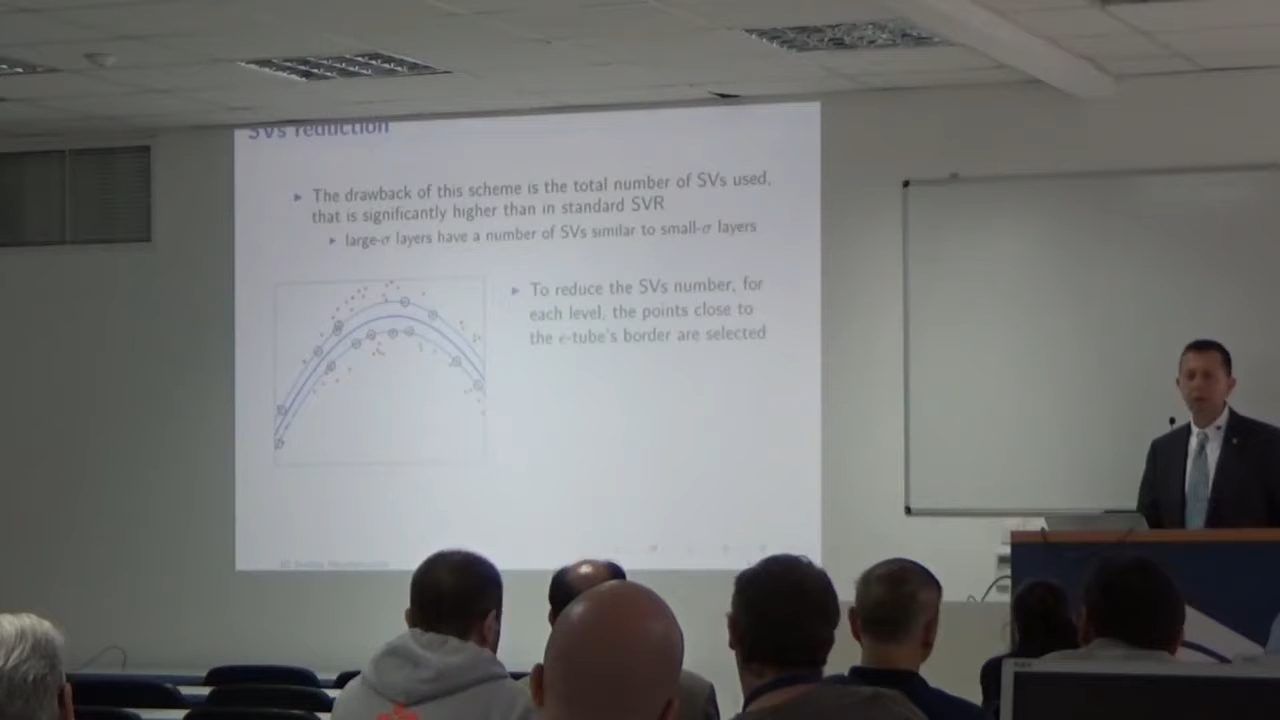 SVs reduction
The drawback of this scheme is the total number of SVs used,
that is significantly higher than in standard SVR
large-σ layers have a number of SVs similar to small-σ layers
To reduce the SVs number, for
each level, the points close to
the ϵ-tube's border are selected